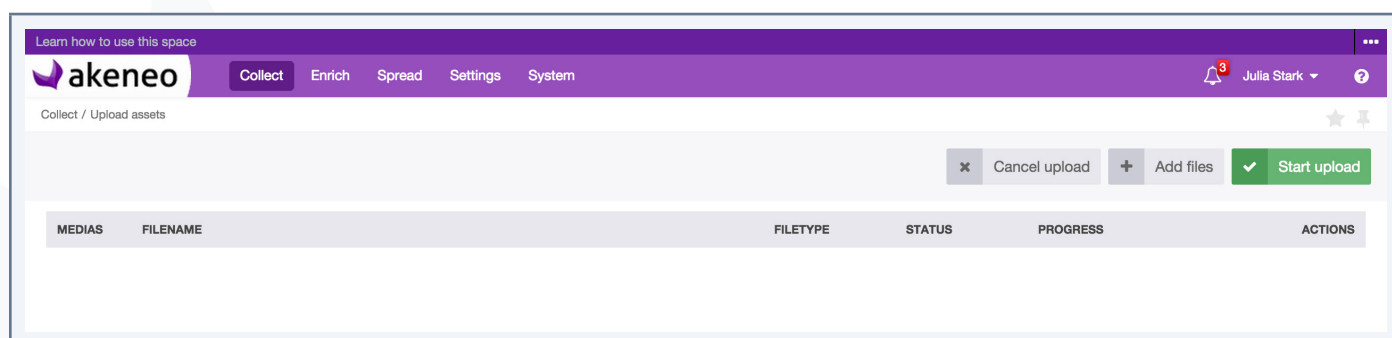 Learn how to use this space
akeneo Collect Enrich Spread Settings System 3 Julia Stark
Collect / Upload assets
Cancel upload Add files Start upload
MEDIAS FILENAME FILETYPE STATUS PROGRESS ACTIONS